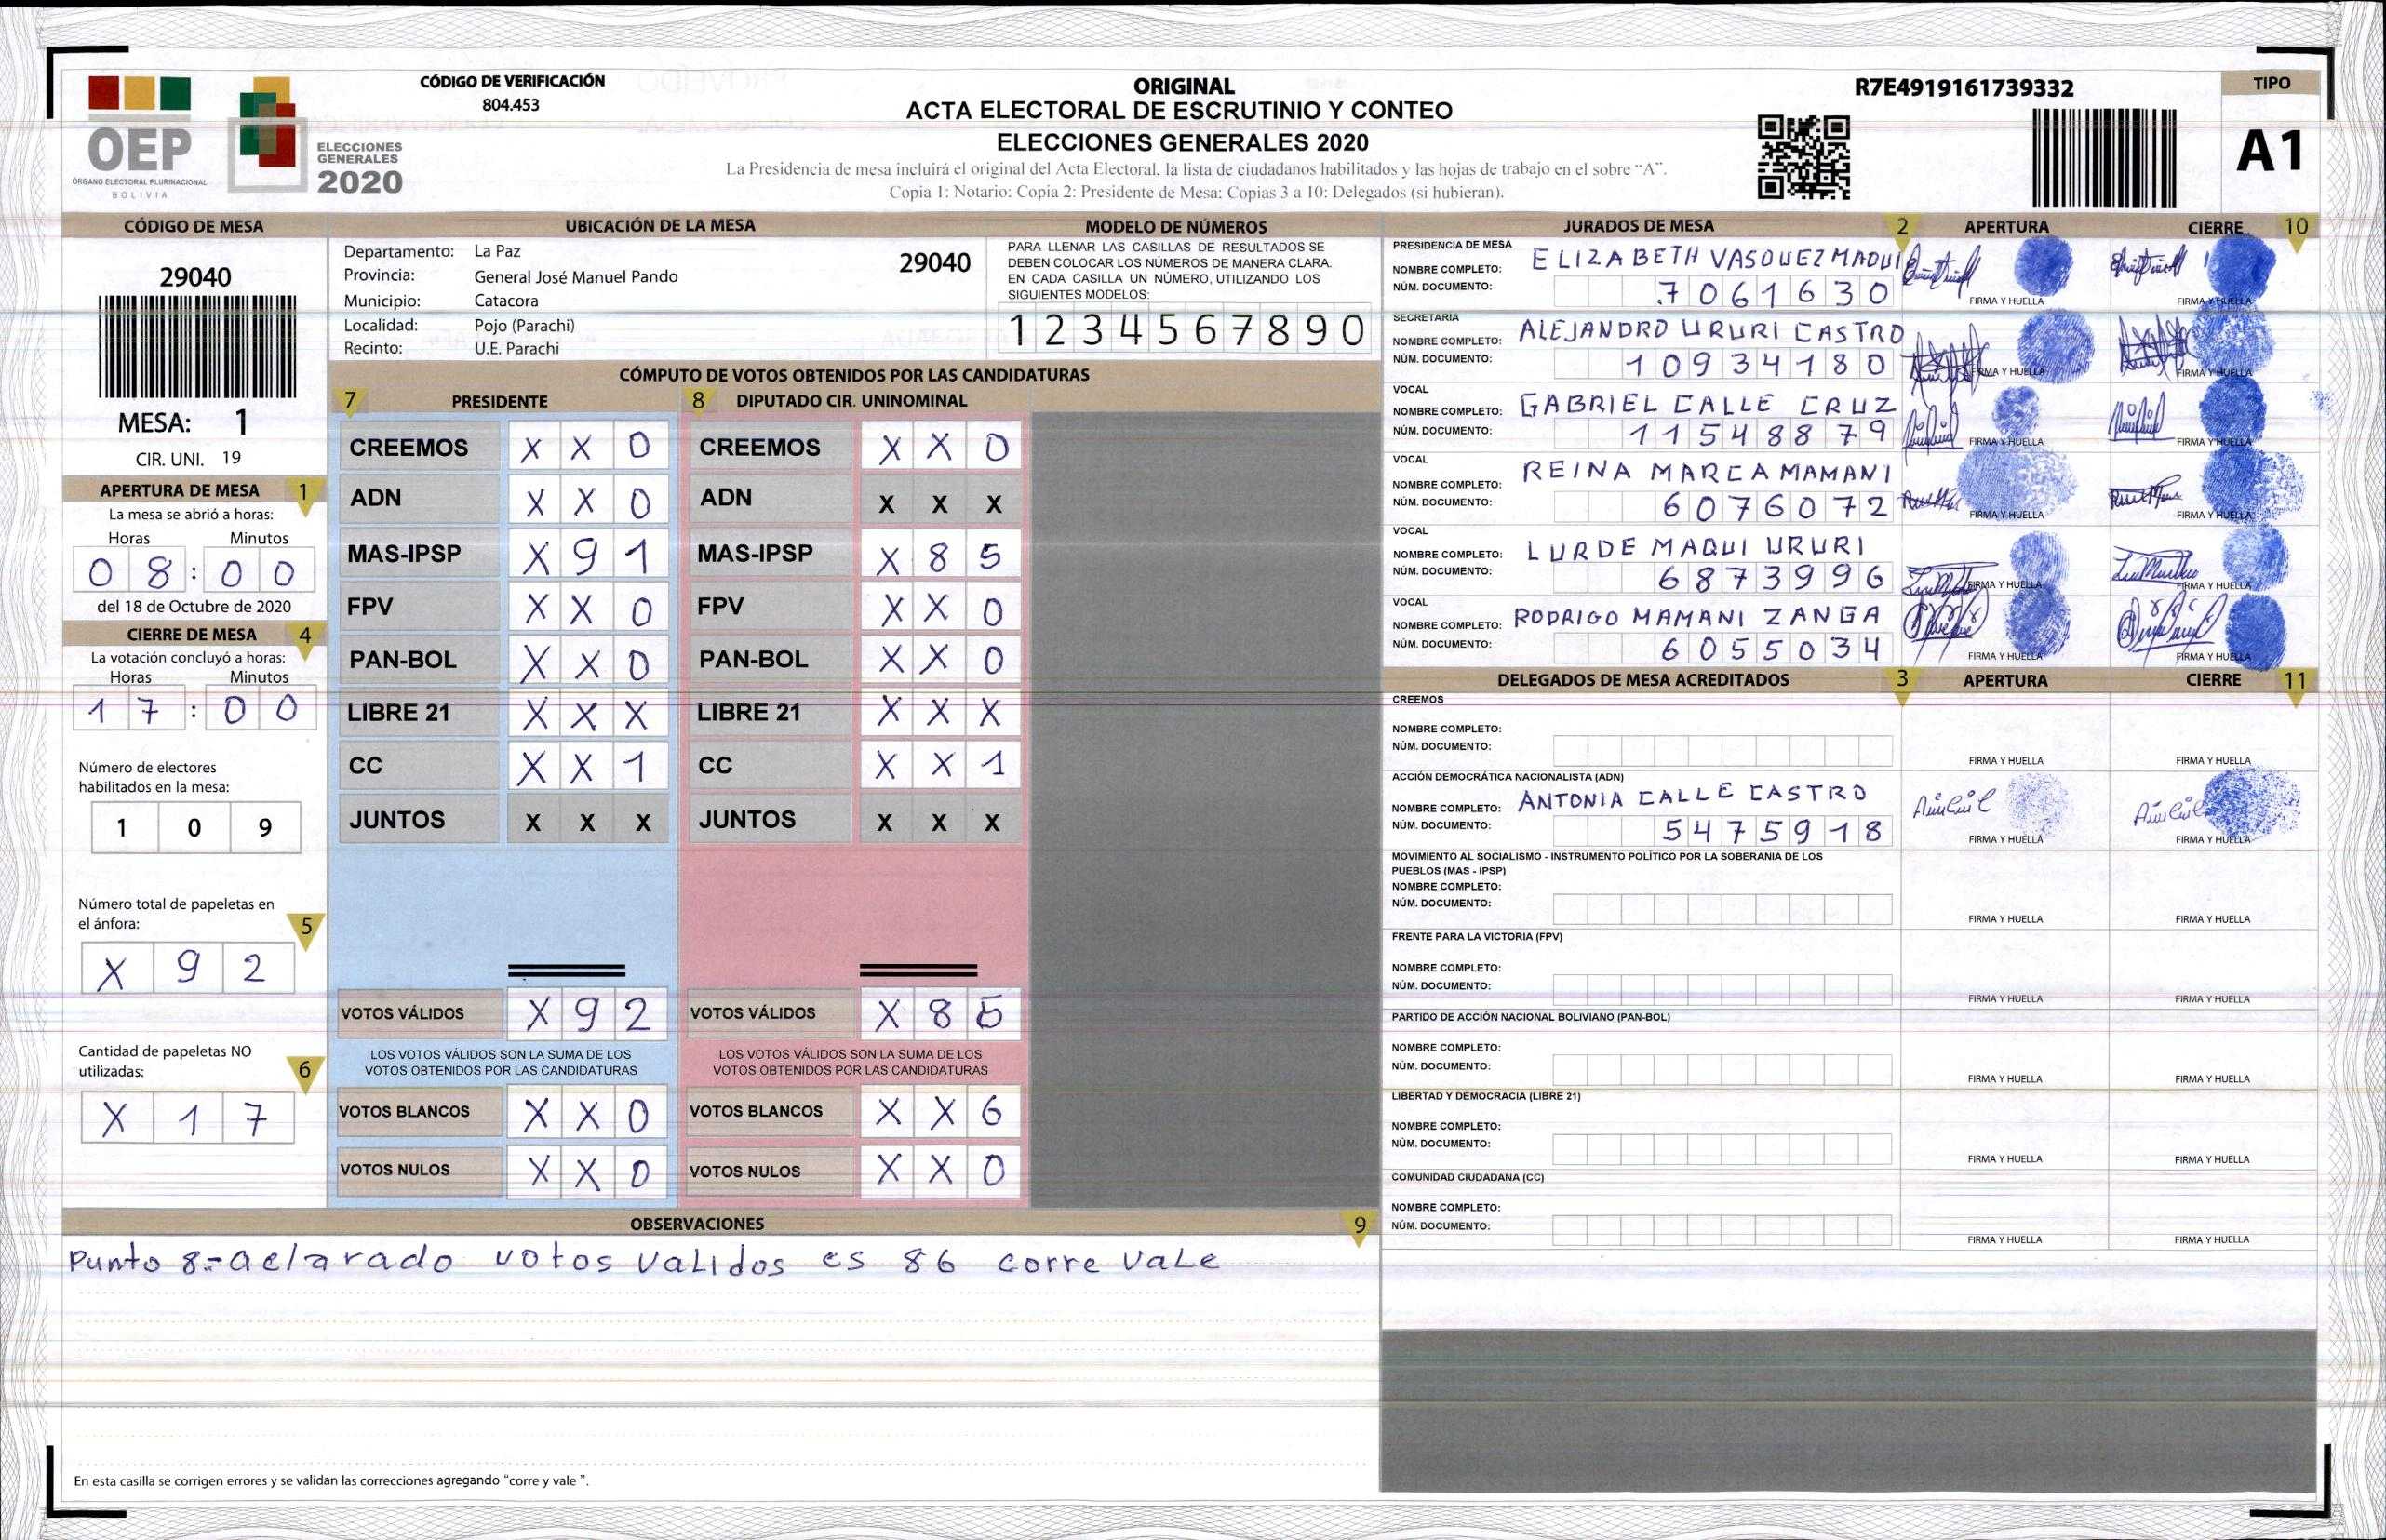 CÓDIGO DE VERIFICACIÓN
804.453
OEP
ÓRGANO ELECTORAL PLURINACIONAL
BOLIVIA
ELECCIONES
GENERALES
2020
ORIGINAL
ACTA ELECTORAL DE ESCRUTINIO Y CONTEO
ELECCIONES GENERALES 2020
La Presidencia de mesa incluirá el original del Acta Electoral, la lista de ciudadanos habilitados y las hojas de trabajo en el sobre “A”.
Copia 1: Notario: Copia 2: Presidente de Mesa: Copias 3 a 10: Delegados (si hubieran).
R7E4919161739332
TIPO
A1
CÓDIGO DE MESA
29040
MESA: 1
CIR. UNI. 19
APERTURA DE MESA 1
La mesa se abrió a horas:
Horas Minutos
0 8 : 0 0
del 18 de Octubre de 2020
CIERRE DE MESA 4
La votación concluyó a horas:
Horas Minutos
1 7 : 0 0
Número de electores
habilitados en la mesa:
1 0 9
Número total de papeletas en
el ánfora: 5
X 9 2
Cantidad de papeletas NO
utilizadas: 6
X 1 7
UBICACIÓN DE LA MESA
Departamento: La Paz
Provincia: General José Manuel Pando
Municipio: Catacora
Localidad: Pojo (Parachi)
Recinto: U.E. Parachi
29040
MODELO DE NÚMEROS
PARA LLENAR LAS CASILLAS DE RESULTADOS SE
DEBEN COLOCAR LOS NÚMEROS DE MANERA CLARA.
EN CADA CASILLA UN NÚMERO, UTILIZANDO LOS
SIGUIENTES MODELOS:
1 2 3 4 5 6 7 8 9 0
CÓMPUTO DE VOTOS OBTENIDOS POR LAS CANDIDATURAS
7 PRESIDENTE
CREEMOS X X 0
ADN X X 0
MAS-IPSP X 9 1
FPV X X 0
PAN-BOL X X 0
LIBRE 21 X X X
CC X X 1
JUNTOS X X X
VOTOS VÁLIDOS X 9 2
LOS VOTOS VÁLIDOS SON LA SUMA DE LOS
VOTOS OBTENIDOS POR LAS CANDIDATURAS
VOTOS BLANCOS X X 0
VOTOS NULOS X X 0
8 DIPUTADO CIR. UNINOMINAL
CREEMOS X X 0
ADN X X X
MAS-IPSP X 8 5
FPV X X 0
PAN-BOL X X 0
LIBRE 21 X X X
CC X X 1
JUNTOS X X X
VOTOS VÁLIDOS X 8
LOS VOTOS VÁLIDOS SON LA SUMA DE LOS
VOTOS OBTENIDOS POR LAS CANDIDATURAS
VOTOS BLANCOS X X 6
VOTOS NULOS X X 0
OBSERVACIONES 9
Punto 8.- aclarado votos validos es 86 corre vale
En esta casilla se corrigen errores y se validan las correcciones agregando “corre y vale ”.
JURADOS DE MESA 2 APERTURA CIERRE 10
PRESIDENCIA DE MESA
NOMBRE COMPLETO: ELIZABETH VASQUEZ MAQUI
NÚM. DOCUMENTO: 7061630
FIRMA Y HUELLA FIRMA Y HUELLA
SECRETARIA
NOMBRE COMPLETO: ALEJANDRO URURI CASTRO
NÚM. DOCUMENTO: 10934180
FIRMA Y HUELLA FIRMA Y HUELLA
VOCAL
NOMBRE COMPLETO: GABRIEL CALLE CRUZ
NÚM. DOCUMENTO: 11548879
FIRMA Y HUELLA FIRMA Y HUELLA
VOCAL
NOMBRE COMPLETO: REINA MARCA MAMANI
NÚM. DOCUMENTO: 6076072
FIRMA Y HUELLA FIRMA Y HUELLA
VOCAL
NOMBRE COMPLETO: LURDE MAQUI URURI
NÚM. DOCUMENTO: 6873996
FIRMA Y HUELLA FIRMA Y HUELLA
VOCAL
NOMBRE COMPLETO: RODRIGO MAMANI ZANGA
NÚM. DOCUMENTO: 6055034
FIRMA Y HUELLA FIRMA Y HUELLA
DELEGADOS DE MESA ACREDITADOS 3 APERTURA CIERRE 11
CREEMOS
NOMBRE COMPLETO:
NÚM. DOCUMENTO:
FIRMA Y HUELLA FIRMA Y HUELLA
ACCIÓN DEMOCRÁTICA NACIONALISTA (ADN)
NOMBRE COMPLETO: ANTONIA CALLE CASTRO
NÚM. DOCUMENTO: 5475918
FIRMA Y HUELLA FIRMA Y HUELLA
MOVIMIENTO AL SOCIALISMO - INSTRUMENTO POLÍTICO POR LA SOBERANIA DE LOS
PUEBLOS (MAS - IPSP)
NOMBRE COMPLETO:
NÚM. DOCUMENTO:
FIRMA Y HUELLA FIRMA Y HUELLA
FRENTE PARA LA VICTORIA (FPV)
NOMBRE COMPLETO:
NÚM. DOCUMENTO:
FIRMA Y HUELLA FIRMA Y HUELLA
PARTIDO DE ACCIÓN NACIONAL BOLIVIANO (PAN-BOL)
NOMBRE COMPLETO:
NÚM. DOCUMENTO:
FIRMA Y HUELLA FIRMA Y HUELLA
LIBERTAD Y DEMOCRACIA (LIBRE 21)
NOMBRE COMPLETO:
NÚM. DOCUMENTO:
FIRMA Y HUELLA FIRMA Y HUELLA
COMUNIDAD CIUDADANA (CC)
NOMBRE COMPLETO:
NÚM. DOCUMENTO:
FIRMA Y HUELLA FIRMA Y HUELLA